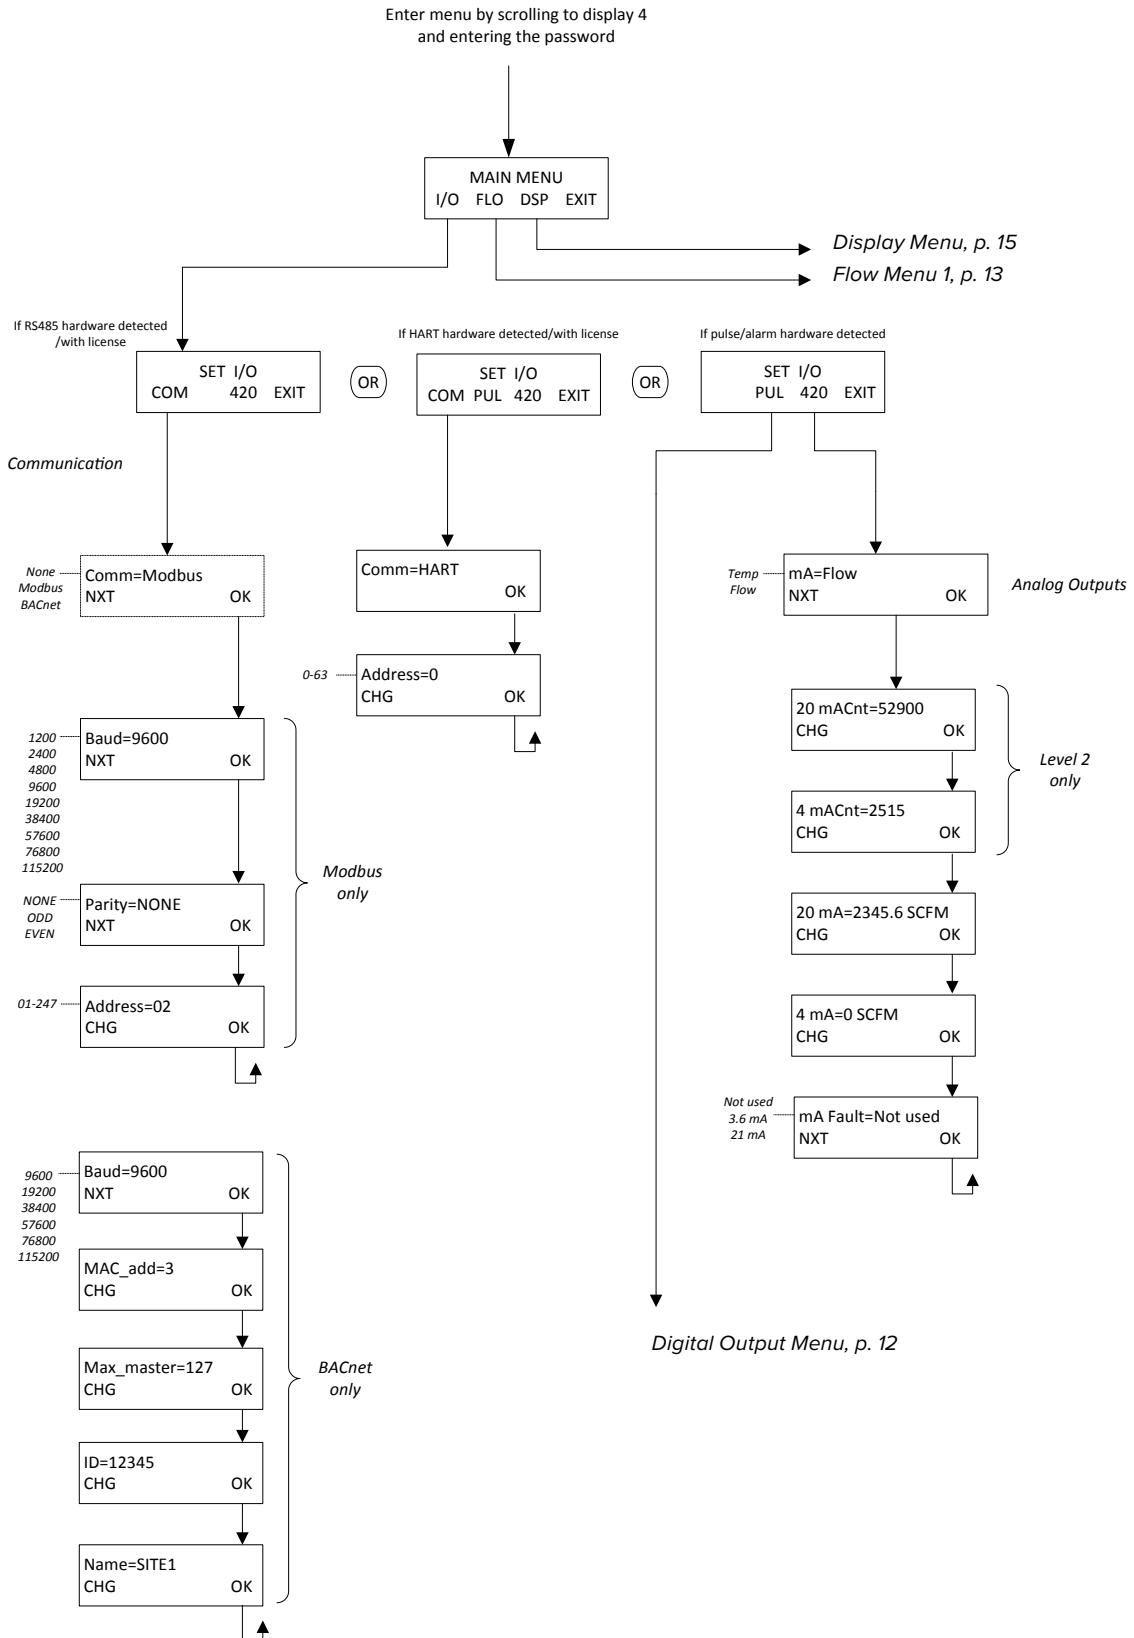 Enter menu by scrolling to display 4
and entering the password
MAIN MENU
I/O FLO DSP EXIT
Display Menu, p. 15
Flow Menu 1, p. 13
If RS485 hardware detected
/with license
SET I/O
COM 420 EXIT
OR
If HART hardware detected/with license
SET I/O
COM PUL 420 EXIT
OR
If pulse/alarm hardware detected
SET I/O
PUL 420 EXIT
Communication
None
Modbus
BACnet
Comm=Modbus
NXT OK
1200
2400
4800
9600
19200
38400
57600
76800
115200
Baud=9600
NXT OK
NONE
ODD
EVEN
Parity=NONE
NXT OK
01-247
Address=02
CHG OK
Modbus
only
9600
19200
38400
57600
76800
115200
Baud=9600
NXT OK
MAC_add=3
CHG OK
Max_master=127
CHG OK
ID=12345
CHG OK
Name=SITE1
CHG OK
BACnet
only
Comm=HART
OK
0-63
Address=0
CHG OK
Temp
Flow
mA=Flow
NXT OK
Analog Outputs
20 mACnt=52900
CHG OK
4 mACnt=2515
CHG OK
Level 2
only
20 mA=2345.6 SCFM
CHG OK
4 mA=0 SCFM
CHG OK
Not used
3.6 mA
21 mA
mA Fault=Not used
NXT OK
Digital Output Menu, p. 12